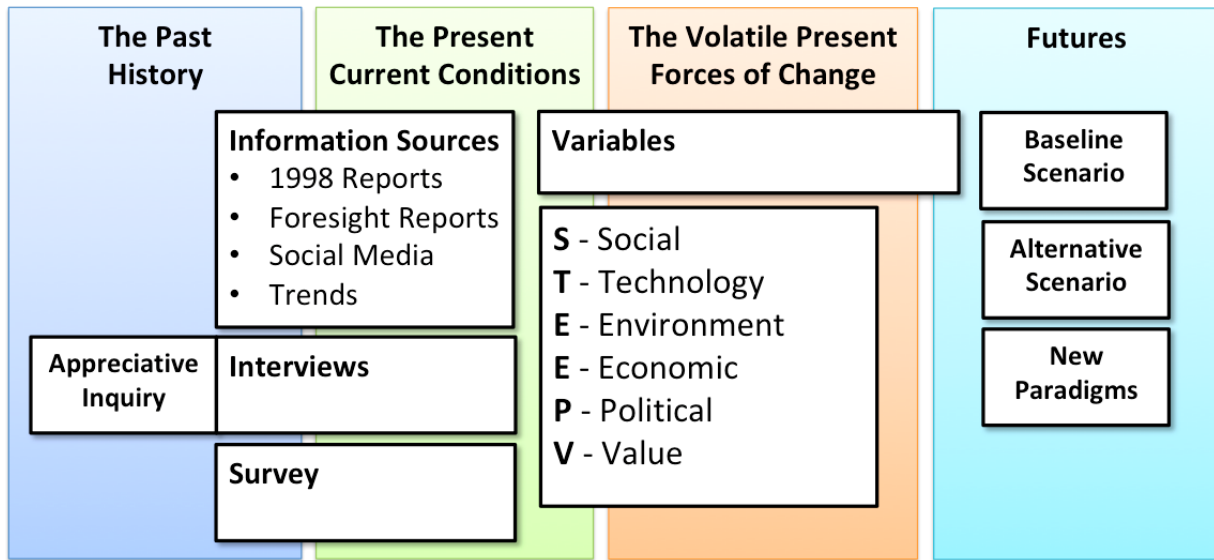 The Past
History
The Present
Current Conditions
The Volatile Present
Forces of Change
Futures
Information Sources
• 1998 Reports
• Foresight Reports
• Social Media
• Trends
Appreciative
Inquiry
Interviews
Survey
Variables
S - Social
T - Technology
E - Environment
E - Economic
P - Political
V - Value
Baseline
Scenario
Alternative
Scenario
New
Paradigms